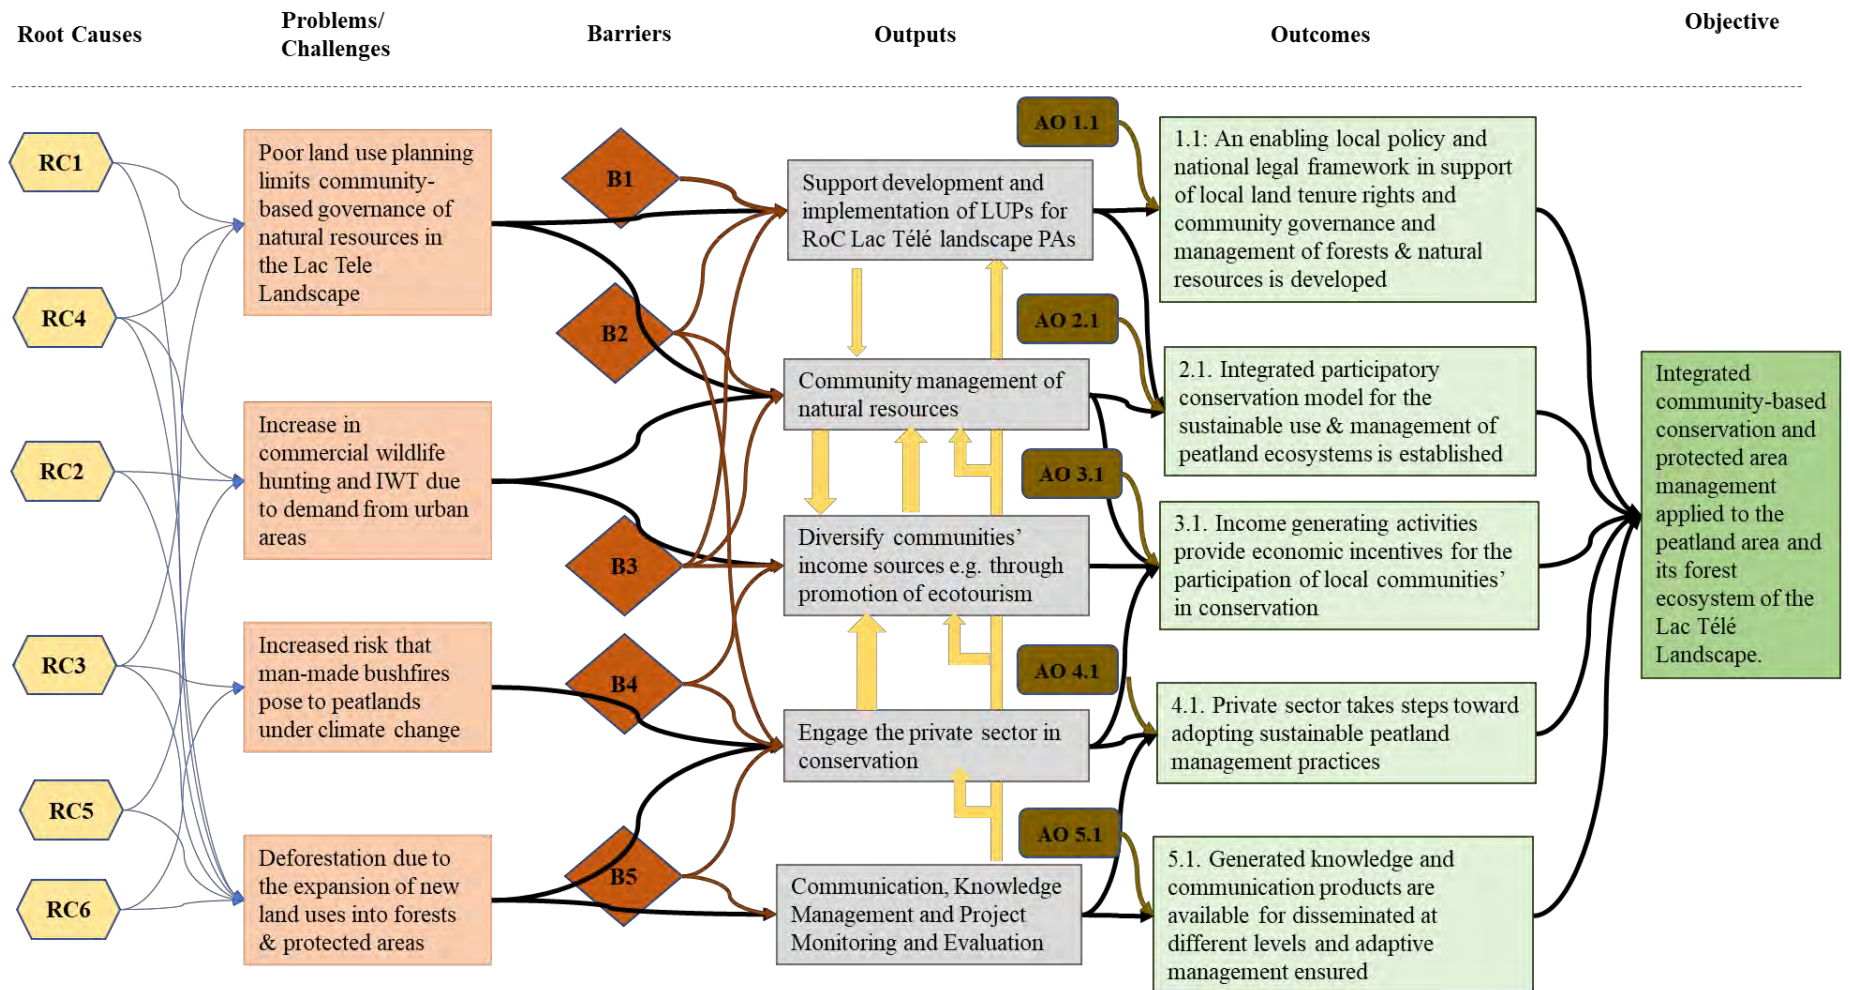 Root Causes
Problems/
Challenges
Barriers
Outputs
Outcomes
Objective
RC1
RC4
RC2
RC3
RC5
RC6
Poor land use planning
limits community-
based governance of
natural resources in
the Lac Tele
Landscape
Increase in
commercial wildlife
hunting and IWT due
to demand from urban
areas
Increased risk that
man-made bushfires
pose to peatlands
under climate change
Deforestation due to
the expansion of new
land uses into forests
& protected areas
B1
B2
B3
B4
B5
Support development and
implementation of LUPs for
RoC Lac Télé landscape PAs
Community management of
natural resources
Diversify communities’
income sources e.g. through
promotion of ecotourism
Engage the private sector in
conservation
Communication, Knowledge
Management and Project
Monitoring and Evaluation
AO 1.1
AO 2.1
AO 3.1
AO 4.1
AO 5.1
1.1: An enabling local policy and
national legal framework in support
of local land tenure rights and
community governance and
management of forests & natural
resources is developed
2.1. Integrated participatory
conservation model for the
sustainable use & management of
peatland ecosystems is established
3.1. Income generating activities
provide economic incentives for the
participation of local communities’
in conservation
4.1. Private sector takes steps toward
adopting sustainable peatland
management practices
5.1. Generated knowledge and
communication products are
available for disseminated at
different levels and adaptive
management ensured
Integrated
community-based
conservation and
protected area
management
applied to the
peatland area and
its forest
ecosystem of the
Lac Télé
Landscape.